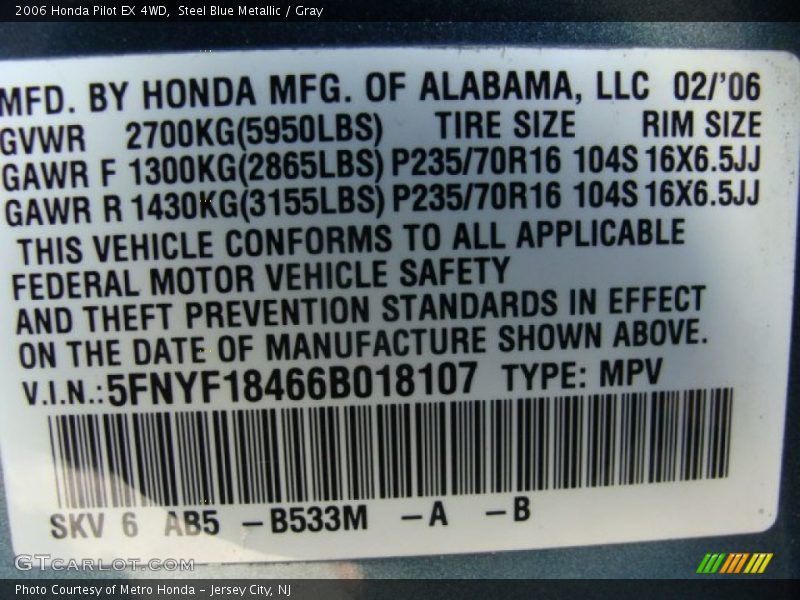 2006 Honda Pilot EX 4WD,  Steel Blue Metallic / Gray
MFD. BY HONDA MFG. OF ALABAMA, LLC 02/'06
GVWR 2700KG(5950LBS) TIRE SIZE RIM SIZE
GAWR F 1300KG(2865LBS) P235/70R16 104S 16X6.5JJ
GAWR R 1430KG(3155LBS) P235/70R16 104S 16X6.5JJ
THIS VEHICLE CONFORMS TO ALL APPLICABLE
FEDERAL MOTOR VEHICLE SAFETY
AND THEFT PREVENTION STANDARDS IN EFFECT
ON THE DATE OF MANUFACTURE SHOWN ABOVE.
V.I.N.:5FNYF18466B018107 TYPE: MPV
SKV 6 AB5 -B533M -A -B
GTCARLOT.COM
Photo Courtesy of Metro Honda - Jersey City, NJ